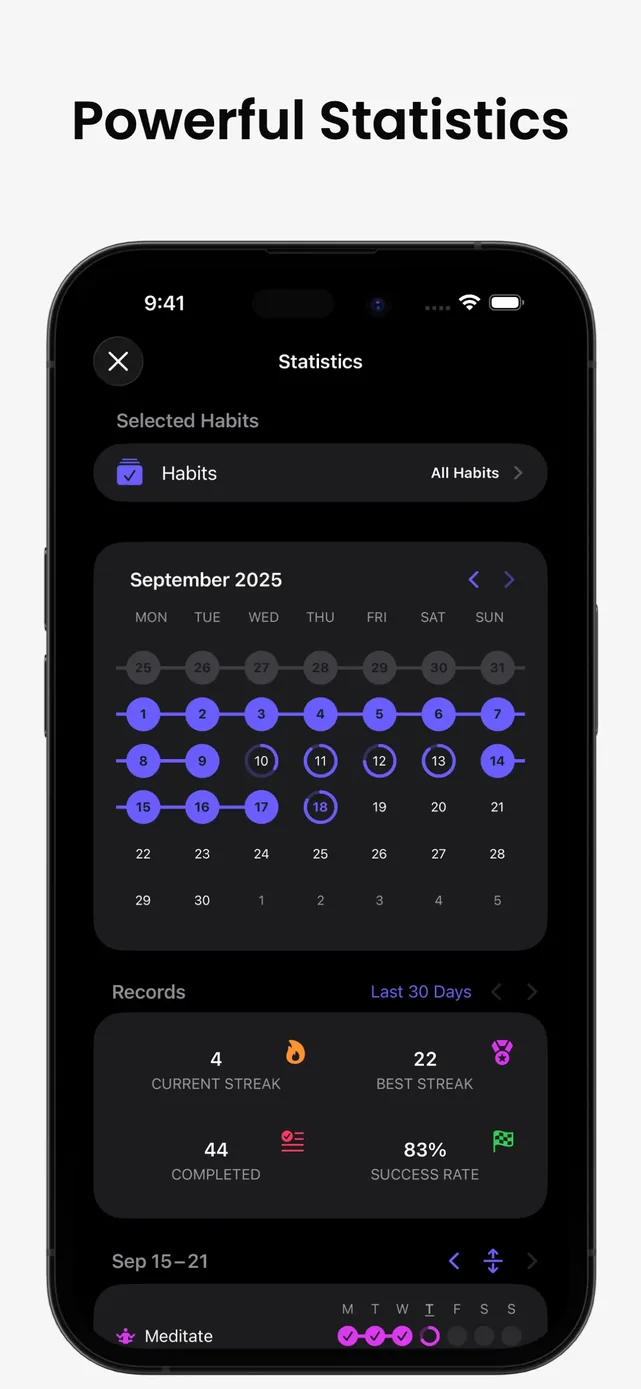 Powerful Statistics
9:41
Statistics
Selected Habits
Habits All Habits
September 2025
MON TUE WED THU FRI SAT SUN
25 26 27 28 29 30 31
1 2 3 4 5 6 7
8 9 10 11 12 13 14
15 16 17 18 19 20 21
22 23 24 25 26 27 28
29 30 1 2 3 4 5
Records Last 30 Days
4 22
CURRENT STREAK BEST STREAK
44 83%
COMPLETED SUCCESS RATE
Sep 15–21
M T W T F S S
Meditate